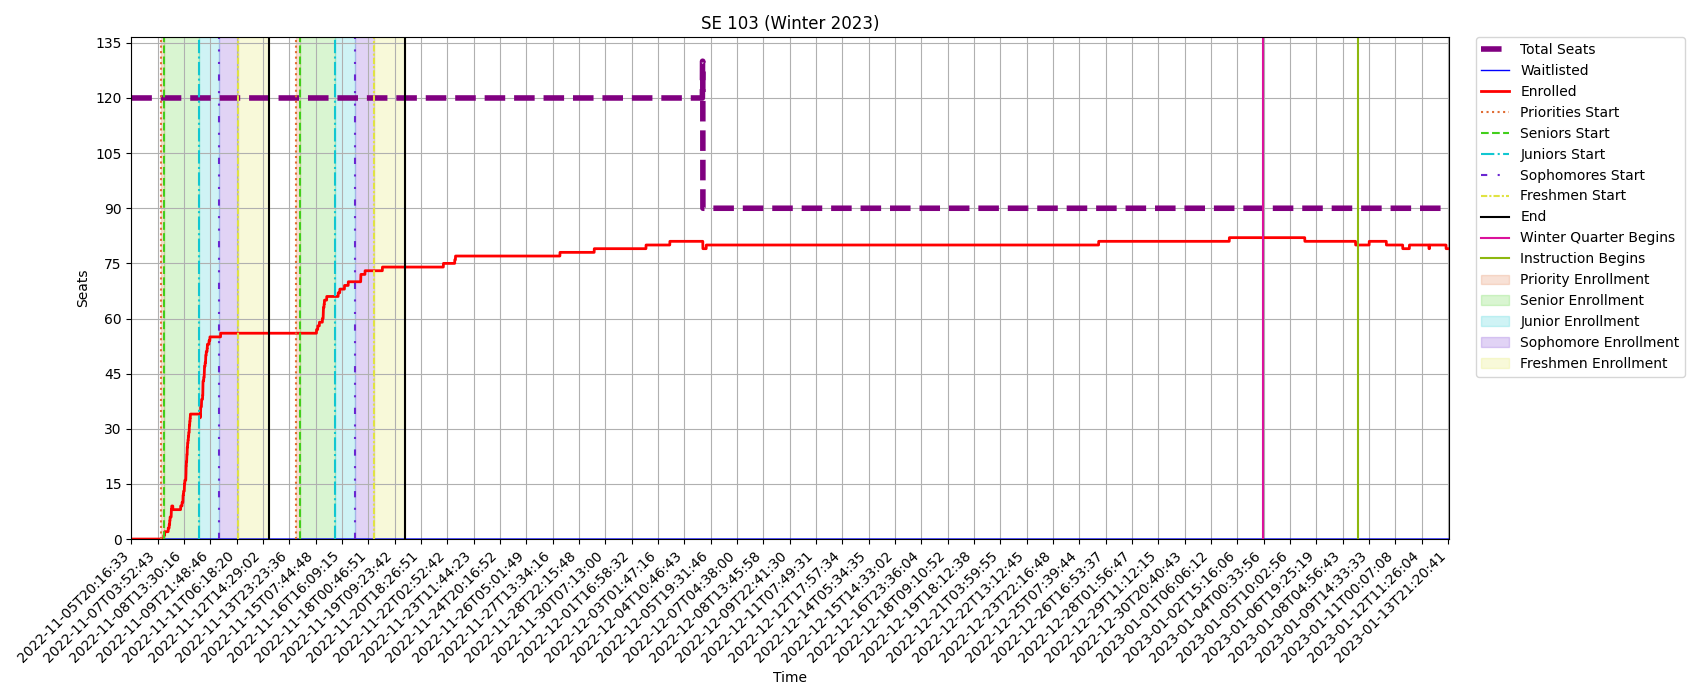 SE 103 (Winter 2023)
135
120
105
90
75
60
45
30
15
0
Seats
2022-11-05T20:16:33
2022-11-07T03:52:43
2022-11-08T13:30:16
2022-11-09T21:48:46
2022-11-11T06:18:20
2022-11-12T14:29:02
2022-11-13T23:23:36
2022-11-15T07:44:48
2022-11-16T16:09:15
2022-11-18T00:46:51
2022-11-19T09:23:42
2022-11-20T18:26:51
2022-11-22T02:52:42
2022-11-23T11:44:23
2022-11-24T20:16:52
2022-11-26T05:01:49
2022-11-27T13:34:16
2022-11-28T22:15:48
2022-11-30T07:13:00
2022-12-01T16:58:32
2022-12-03T01:47:16
2022-12-04T10:46:43
2022-12-05T19:31:46
2022-12-07T04:38:00
2022-12-08T13:45:58
2022-12-09T22:41:30
2022-12-11T07:49:31
2022-12-12T17:57:34
2022-12-14T05:34:35
2022-12-15T14:33:02
2022-12-16T23:36:04
2022-12-18T09:10:52
2022-12-19T18:12:38
2022-12-21T03:59:55
2022-12-22T13:12:45
2022-12-23T22:16:48
2022-12-25T07:39:44
2022-12-26T16:53:37
2022-12-28T01:56:47
2022-12-29T11:12:15
2022-12-30T20:40:43
2023-01-01T06:06:12
2023-01-02T15:16:06
2023-01-04T00:33:56
2023-01-05T10:02:56
2023-01-06T19:25:19
2023-01-08T04:56:43
2023-01-09T14:33:33
2023-01-11T00:07:08
2023-01-12T11:26:04
2023-01-13T21:20:41
Time
Total Seats
Waitlisted
Enrolled
Priorities Start
Seniors Start
Juniors Start
Sophomores Start
Freshmen Start
End
Winter Quarter Begins
Instruction Begins
Priority Enrollment
Senior Enrollment
Junior Enrollment
Sophomore Enrollment
Freshmen Enrollment